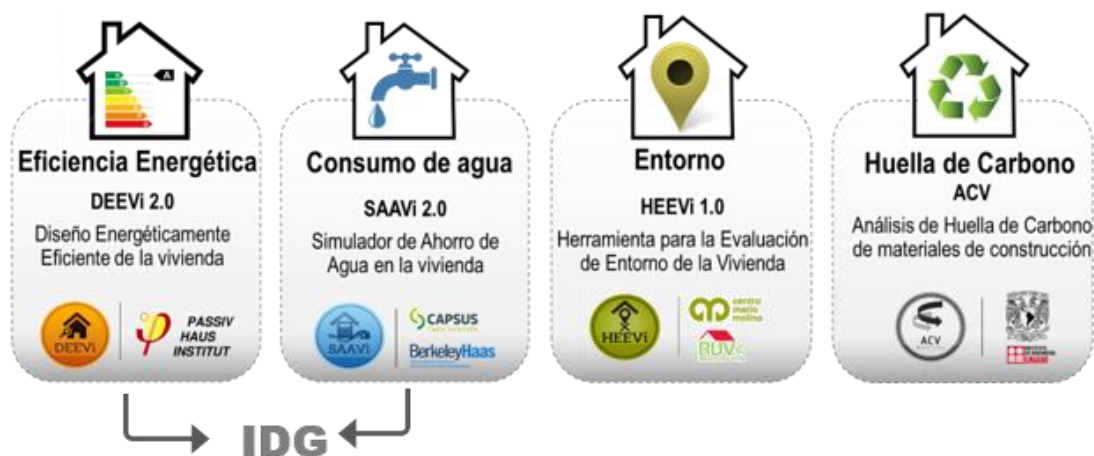 A
Eficiencia Energética
DEEVi 2.0
Diseño Energéticamente
Eficiente de la vivienda
DEEVi
PASSIV
HAUS
INSTITUT
Consumo de agua
SAAVi 2.0
Simulador de Ahorro de
Agua en la vivienda
SAAVi
CAPSUS
BerkeleyHaas
Entorno
HEEVi 1.0
Herramienta para la Evaluación
de Entorno de la Vivienda
HEEVi
centro
mario
molina
RUV
Huella de Carbono
ACV
Análisis de Huella de Carbono
de materiales de construcción
ACV
UNAM
IDG